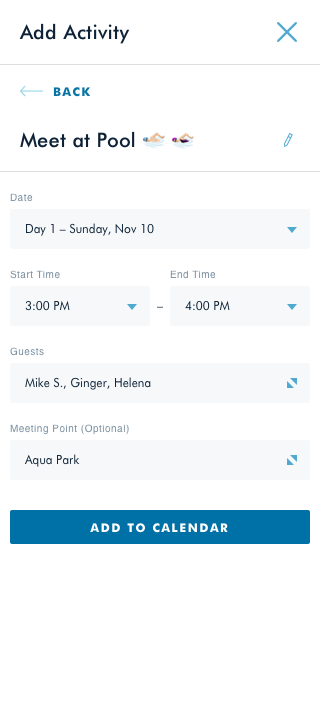 Add Activity
BACK
Meet at Pool 🏊🏼‍♂️ 🏊🏻‍♀️
Date
Day 1 – Sunday, Nov 10
Start Time
End Time
3:00 PM – 4:00 PM
Guests
Mike S., Ginger, Helena
Meeting Point (Optional)
Aqua Park
ADD TO CALENDAR